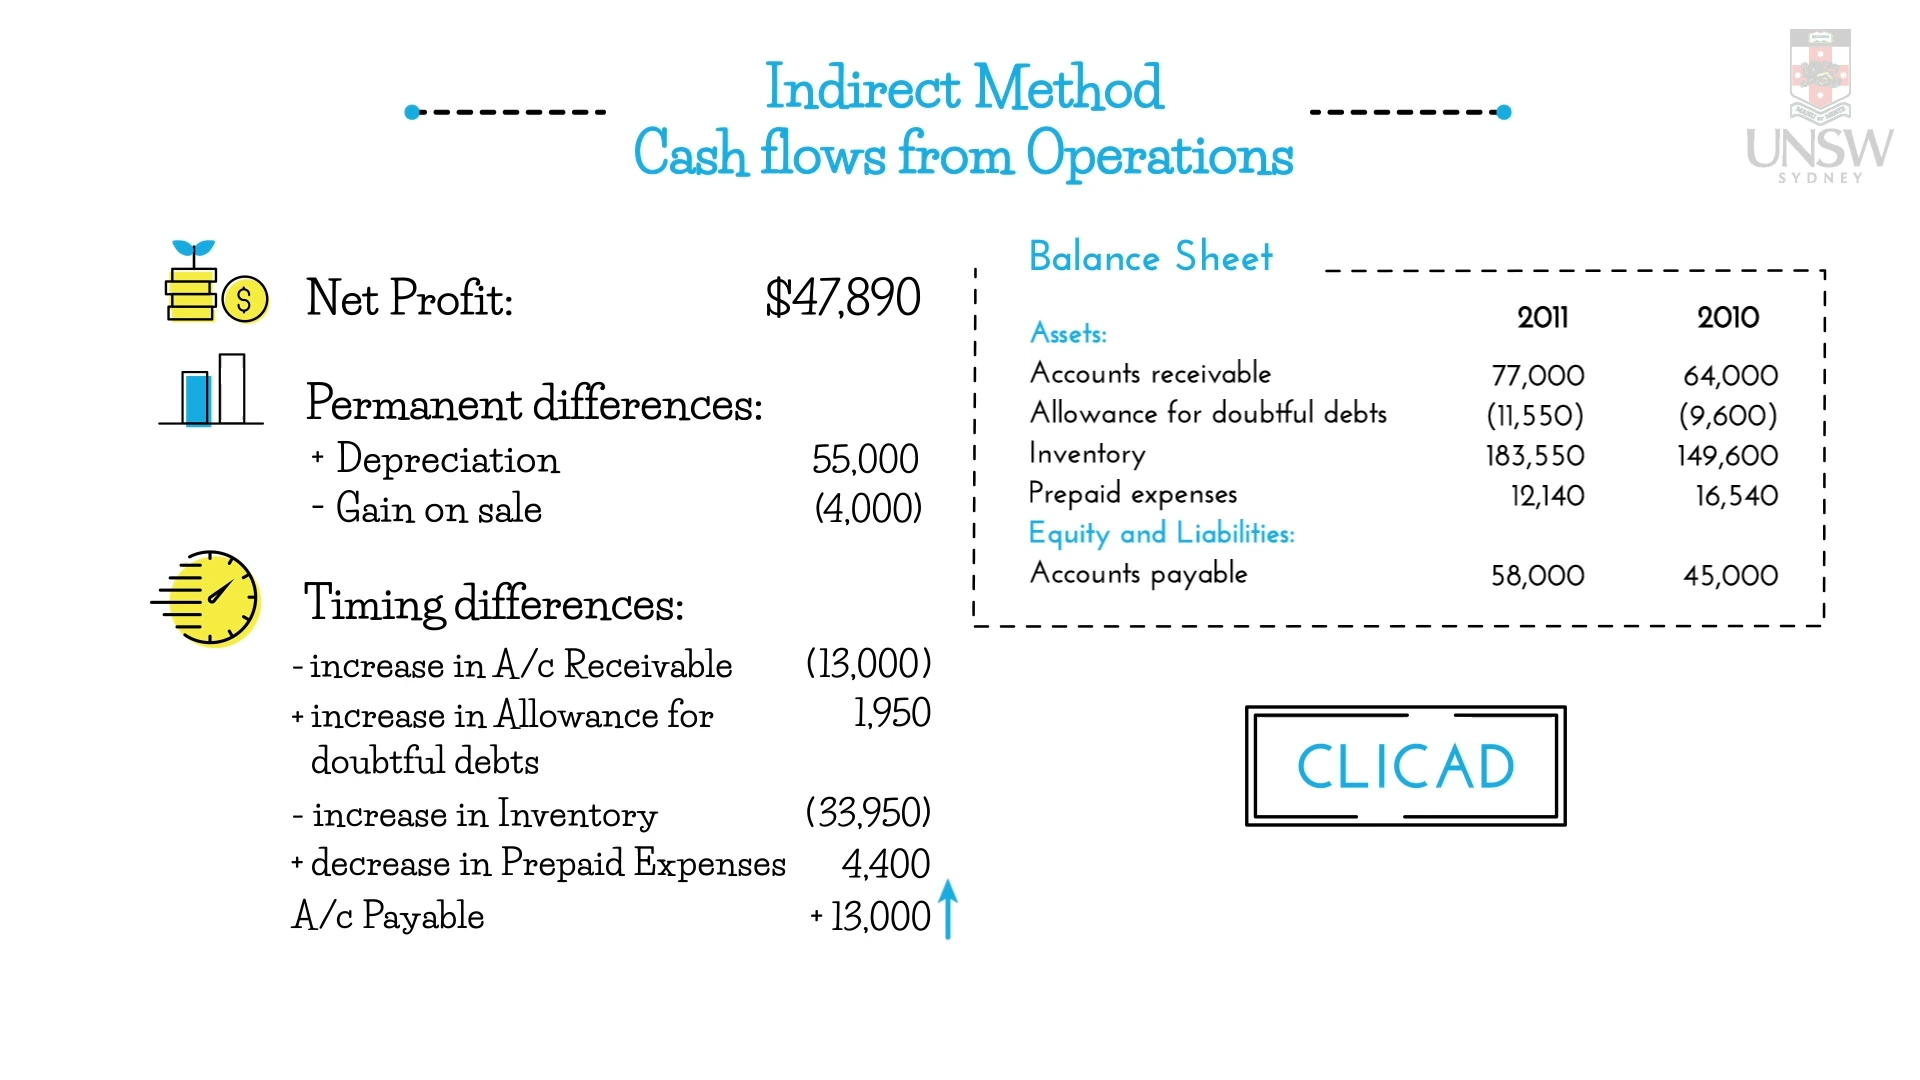 Indirect Method
Cash flows from Operations
UNSW
SYDNEY
$
Net Profit: $47,890
Permanent differences:
+ Depreciation 55,000
- Gain on sale (4,000)
Timing differences:
- increase in A/c Receivable (13,000)
+ increase in Allowance for 1,950
doubtful debts
- increase in Inventory (33,950)
+ decrease in Prepaid Expenses 4,400
A/c Payable + 13,000
Balance Sheet
2011 2010
Assets:
Accounts receivable 77,000 64,000
Allowance for doubtful debts (11,550) (9,600)
Inventory 183,550 149,600
Prepaid expenses 12,140 16,540
Equity and Liabilities:
Accounts payable 58,000 45,000
CLICAD